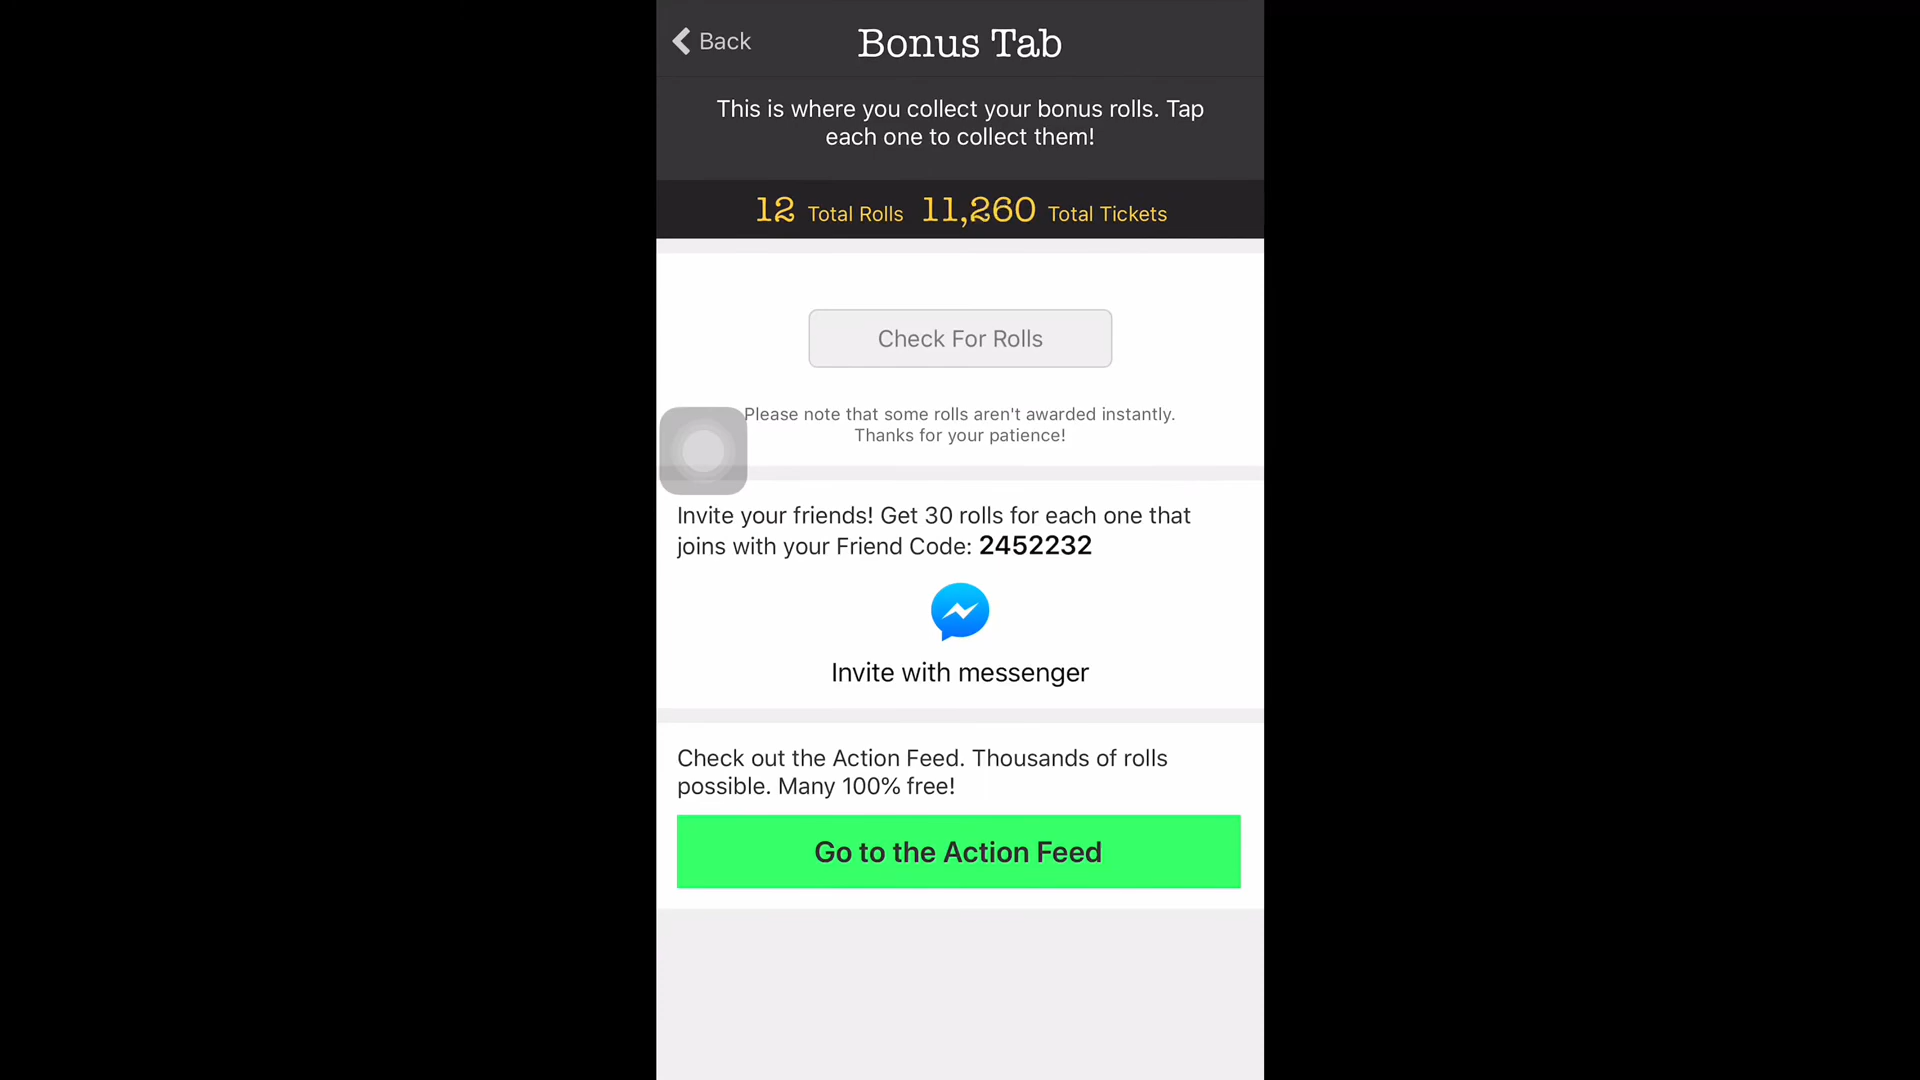 Back
Bonus Tab
This is where you collect your bonus rolls. Tap
each one to collect them!
12 Total Rolls 11,260 Total Tickets
Check For Rolls
Please note that some rolls aren't awarded instantly.
Thanks for your patience!
Invite your friends! Get 30 rolls for each one that
joins with your Friend Code: 2452232
Invite with messenger
Check out the Action Feed. Thousands of rolls
possible. Many 100% free!
Go to the Action Feed